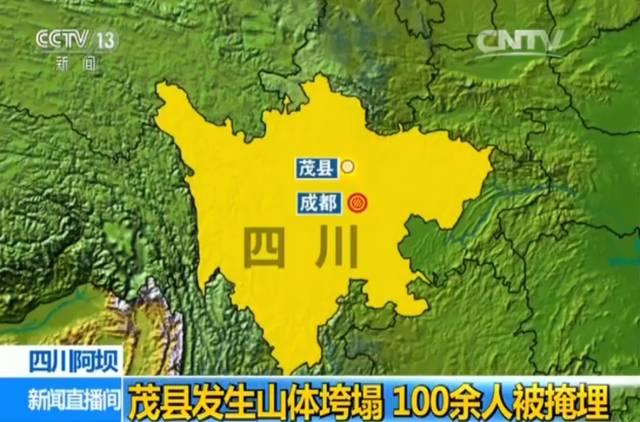 CCTV 13
新闻
CNTV
茂县
成都
四川
四川阿坝
新闻直播间
茂县发生山体垮塌 100余人被掩埋